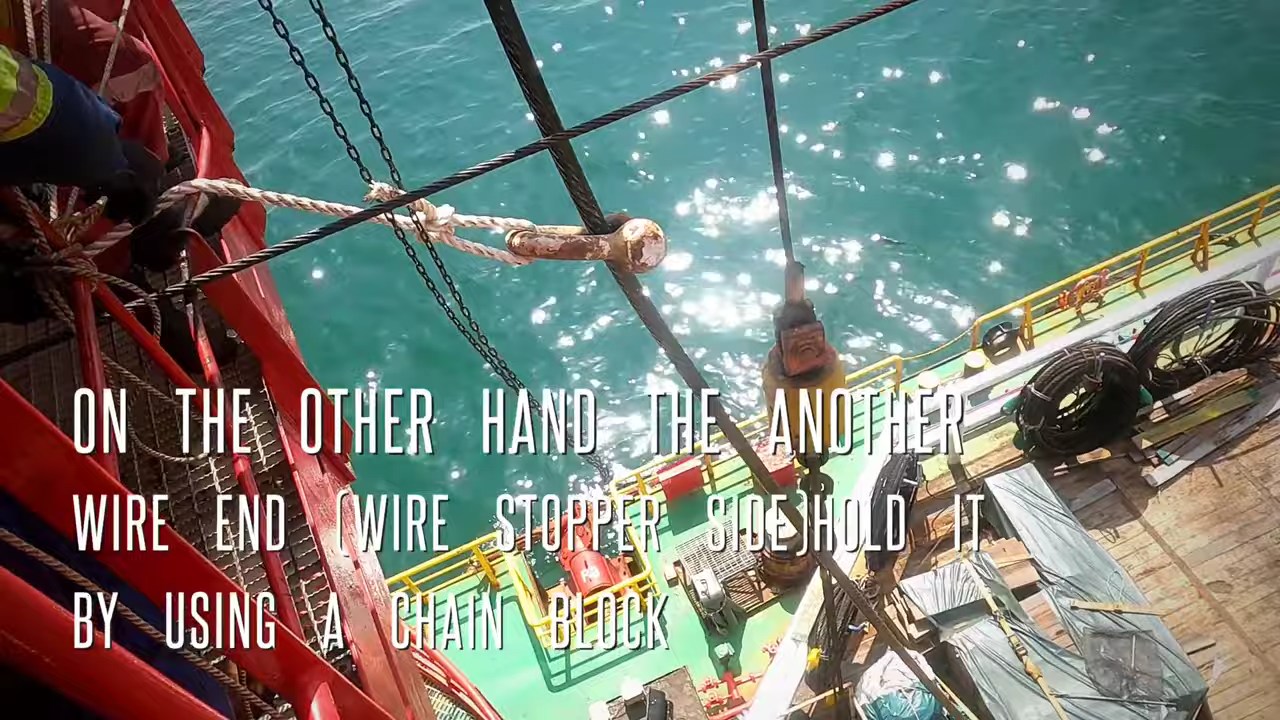 ON THE OTHER HAND THE ANOTHER
WIRE END (WIRE STOPPER SIDE)HOLD IT
BY USING A CHAIN BLOCK